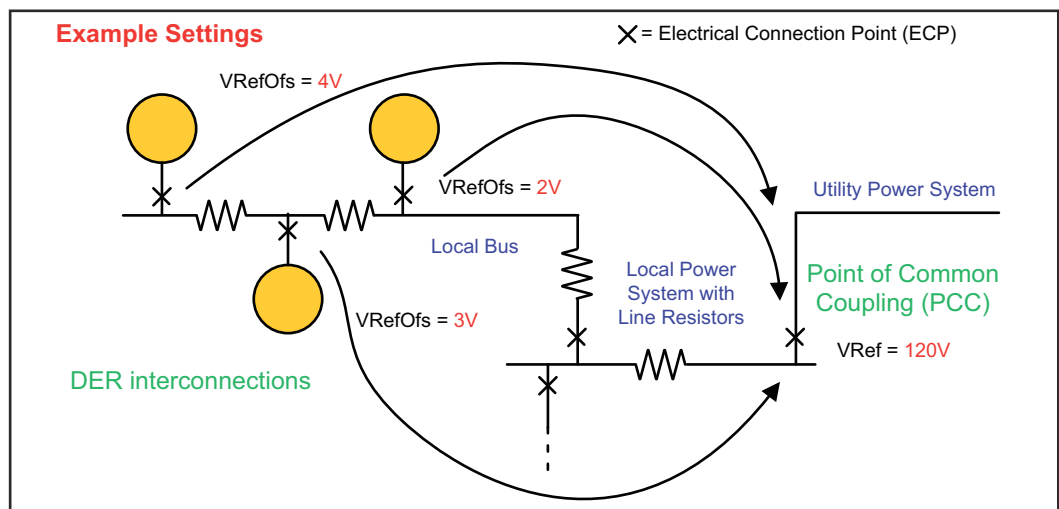 Example Settings
X = Electrical Connection Point (ECP)
VRefOfs = 4V
VRefOfs = 2V
Utility Power System
Local Bus
Local Power
System with
Line Resistors
Point of Common
Coupling (PCC)
VRefOfs = 3V
VRef = 120V
DER interconnections